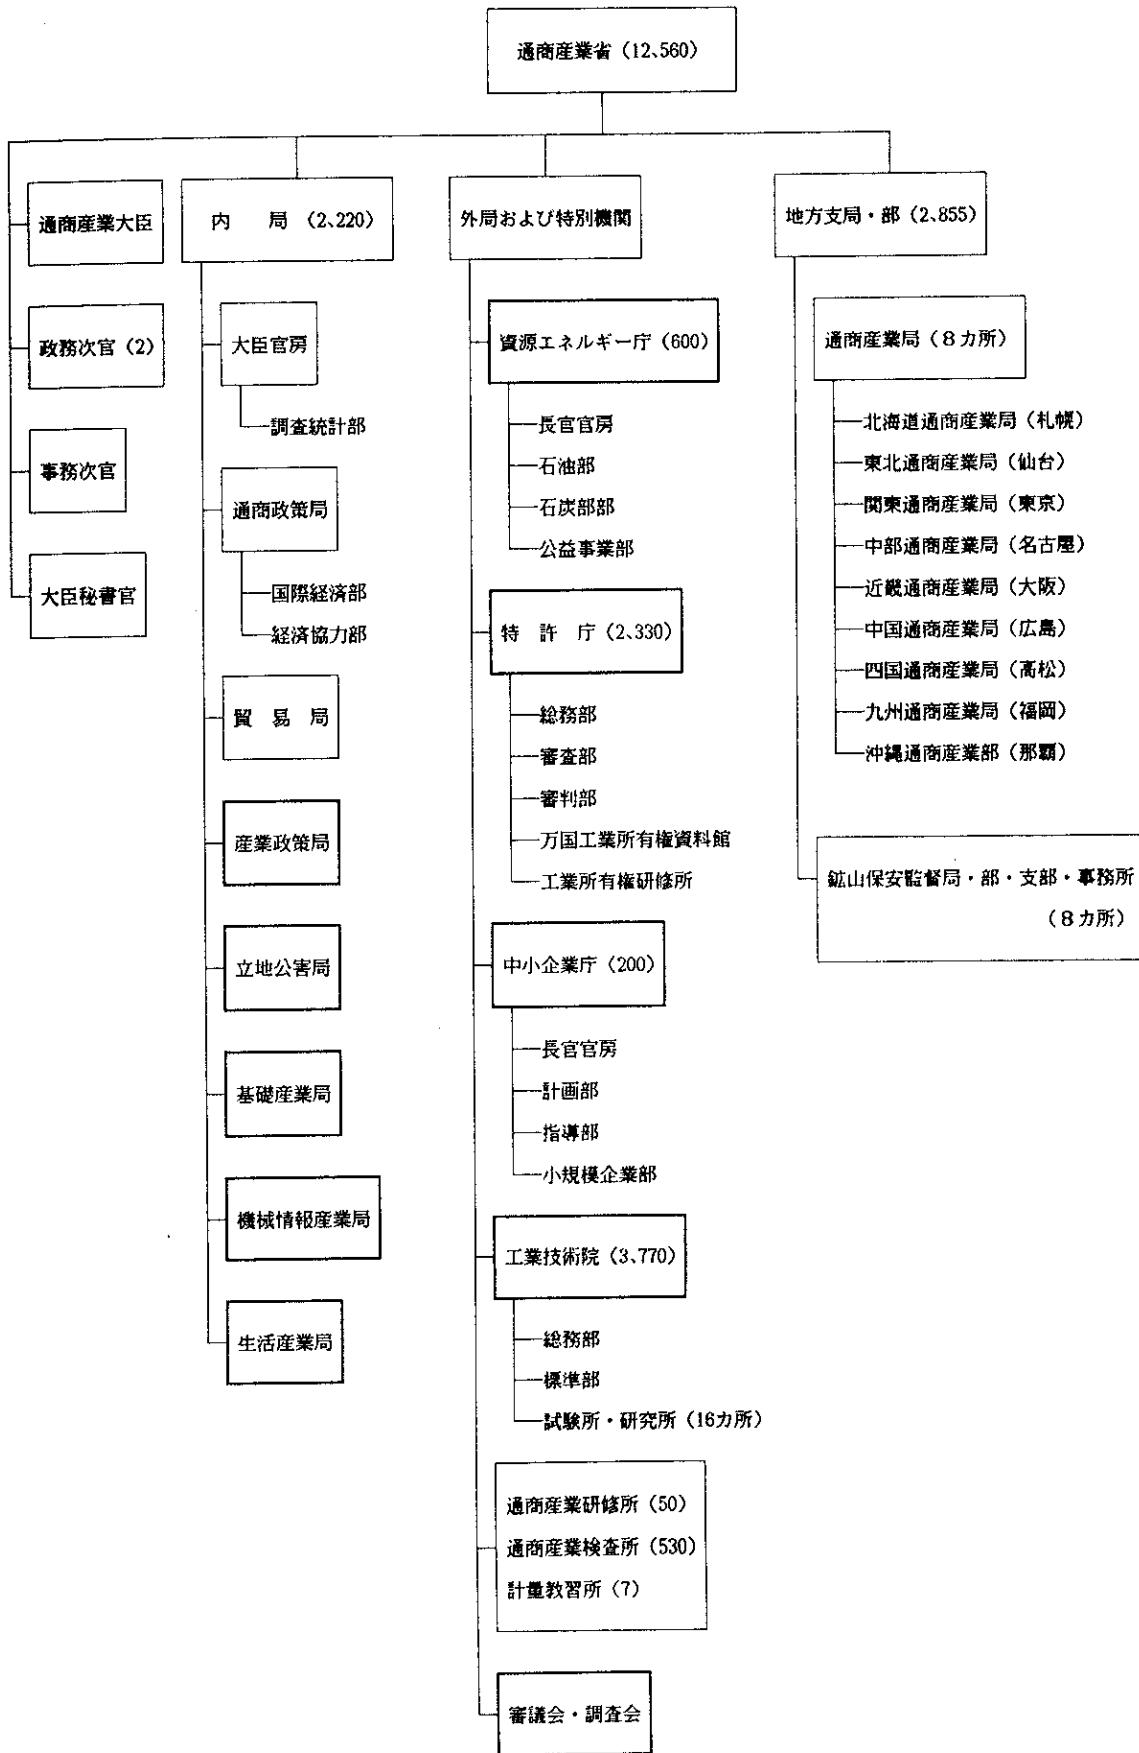 通商産業省（12、560）
通商産業大臣
政務次官（2）
事務次官
大臣秘書官
内　局（2、220）
大臣官房
調査統計部
通商政策局
国際経済部
経済協力部
貿　易　局
産業政策局
立地公害局
基礎産業局
機械情報産業局
生活産業局
外局および特別機関
資源エネルギー庁（600）
長官官房
石油部
石炭部部
公益事業部
特　許　庁（2、330）
総務部
審査部
審判部
万国工業所有権資料館
工業所有権研修所
中小企業庁（200）
長官官房
計画部
指導部
小規模企業部
工業技術院（3、770）
総務部
標準部
試験所・研究所（16カ所）
通商産業研修所（50）
通商産業検査所（530）
計量教習所（7）
審議会・調査会
地方支局・部（2、855）
通商産業局（8カ所）
北海道通商産業局（札幌）
東北通商産業局（仙台）
関東通商産業局（東京）
中部通商産業局（名古屋）
近畿通商産業局（大阪）
中国通商産業局（広島）
四国通商産業局（高松）
九州通商産業局（福岡）
沖縄通商産業部（那覇）
鉱山保安監督局・部・支部・事務所
（8カ所）